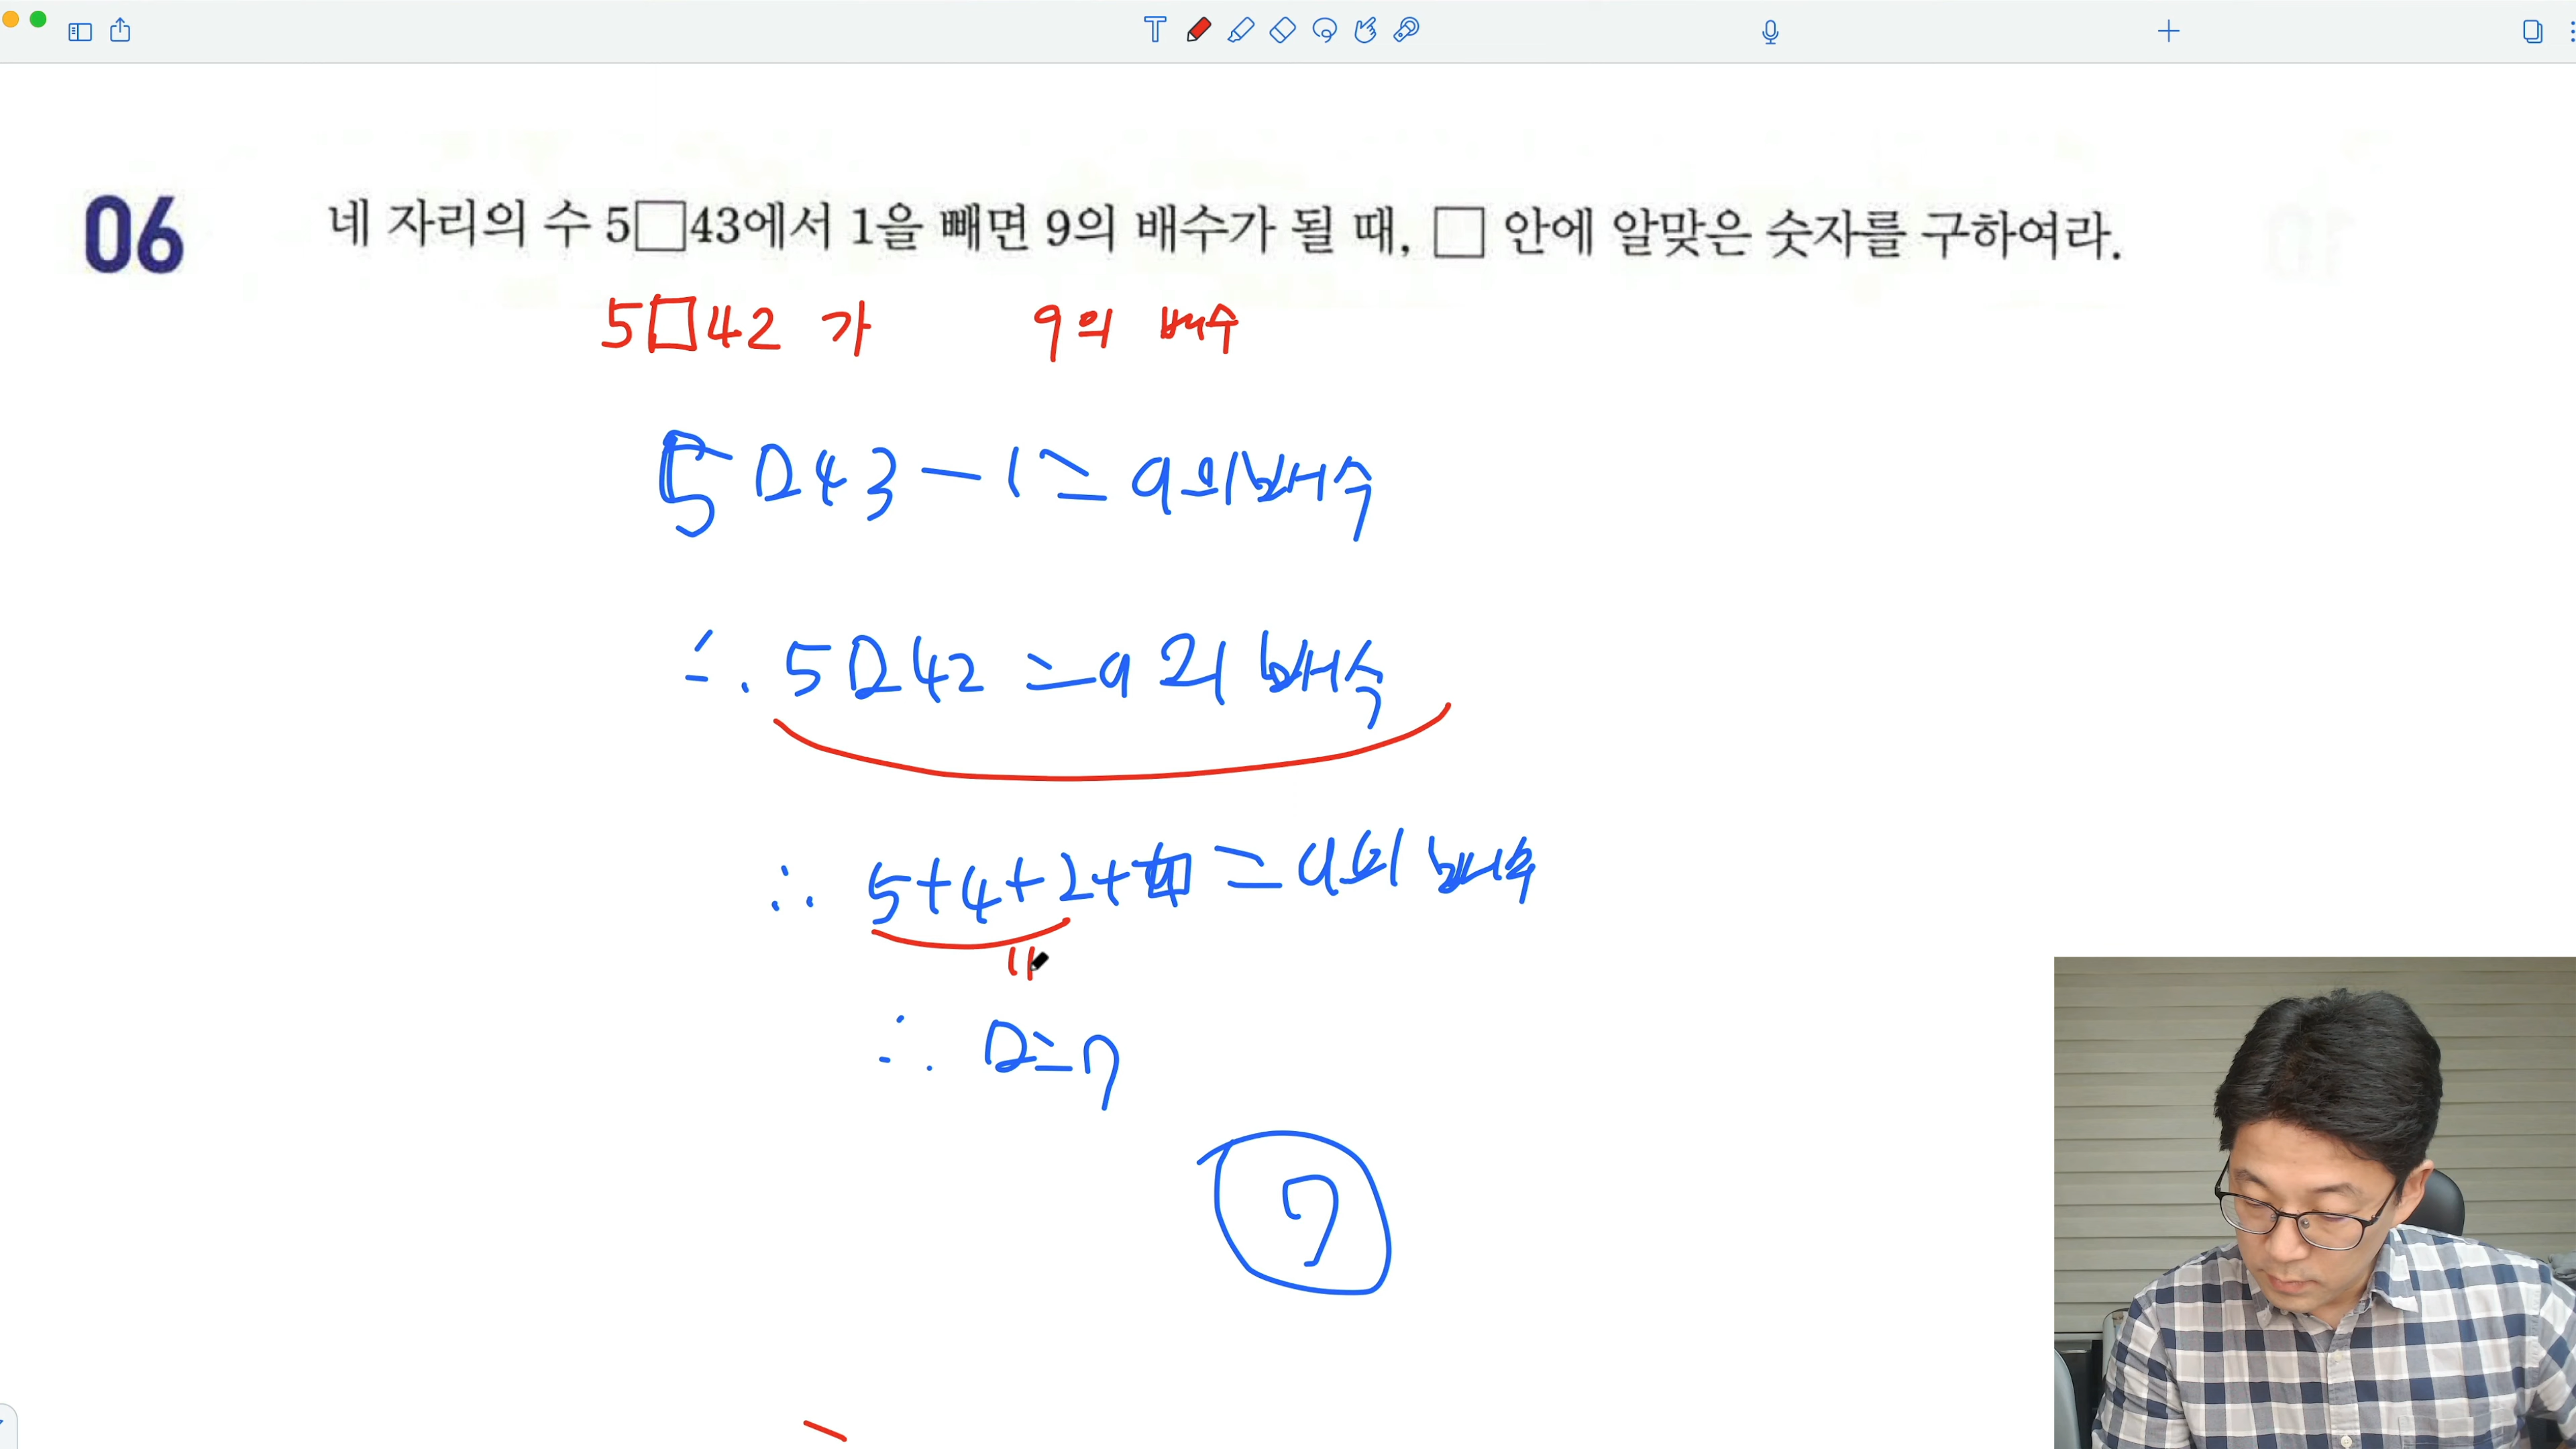 06 네 자리의 수 5□43에서 1을 빼면 9의 배수가 될 때, □ 안에 알맞은 숫자를 구하여라.
5□42 가 9의 배수
5□43-1=9의배수
∴ 5□42=9의 배수
∴ 5+4+2+□=9의 배수
11
∴ □=7
7